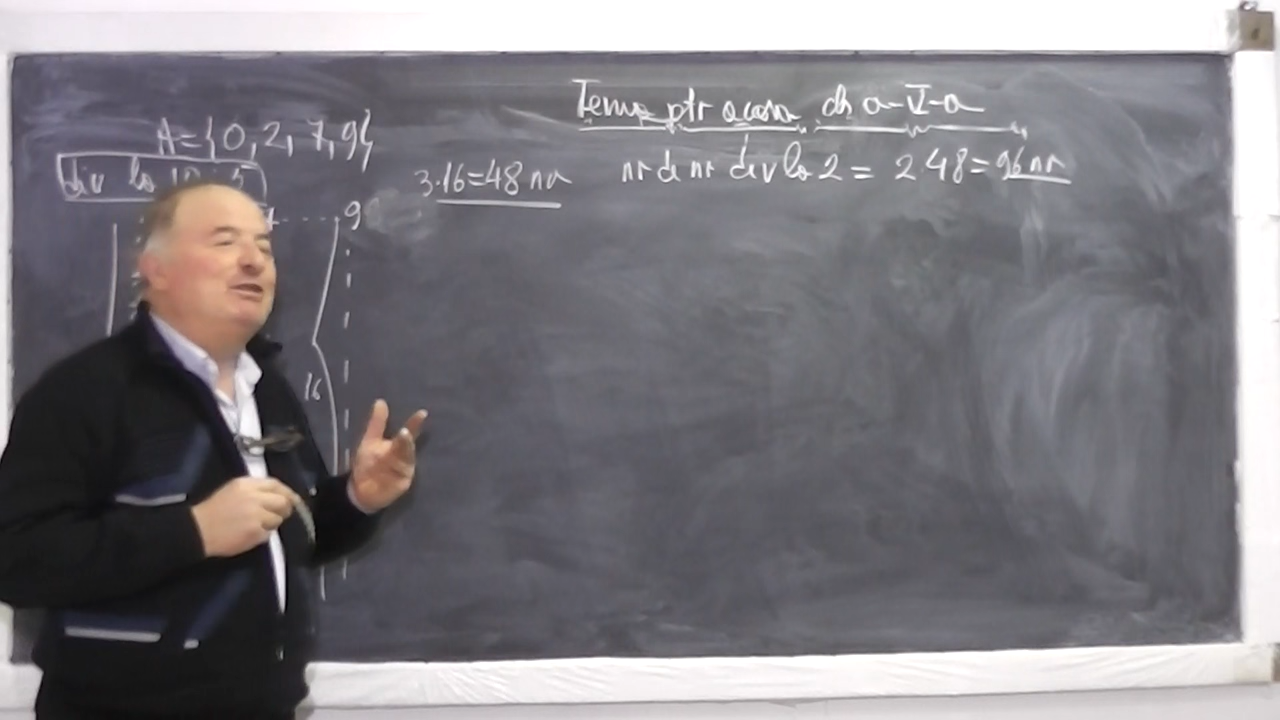 Tema ptr acasa cls a-V-a
A={0, 2, 7, 9}
div la 10; 5
3·16=48 nr
nr de nr div la 2 = 2·48=96 nr
9
16